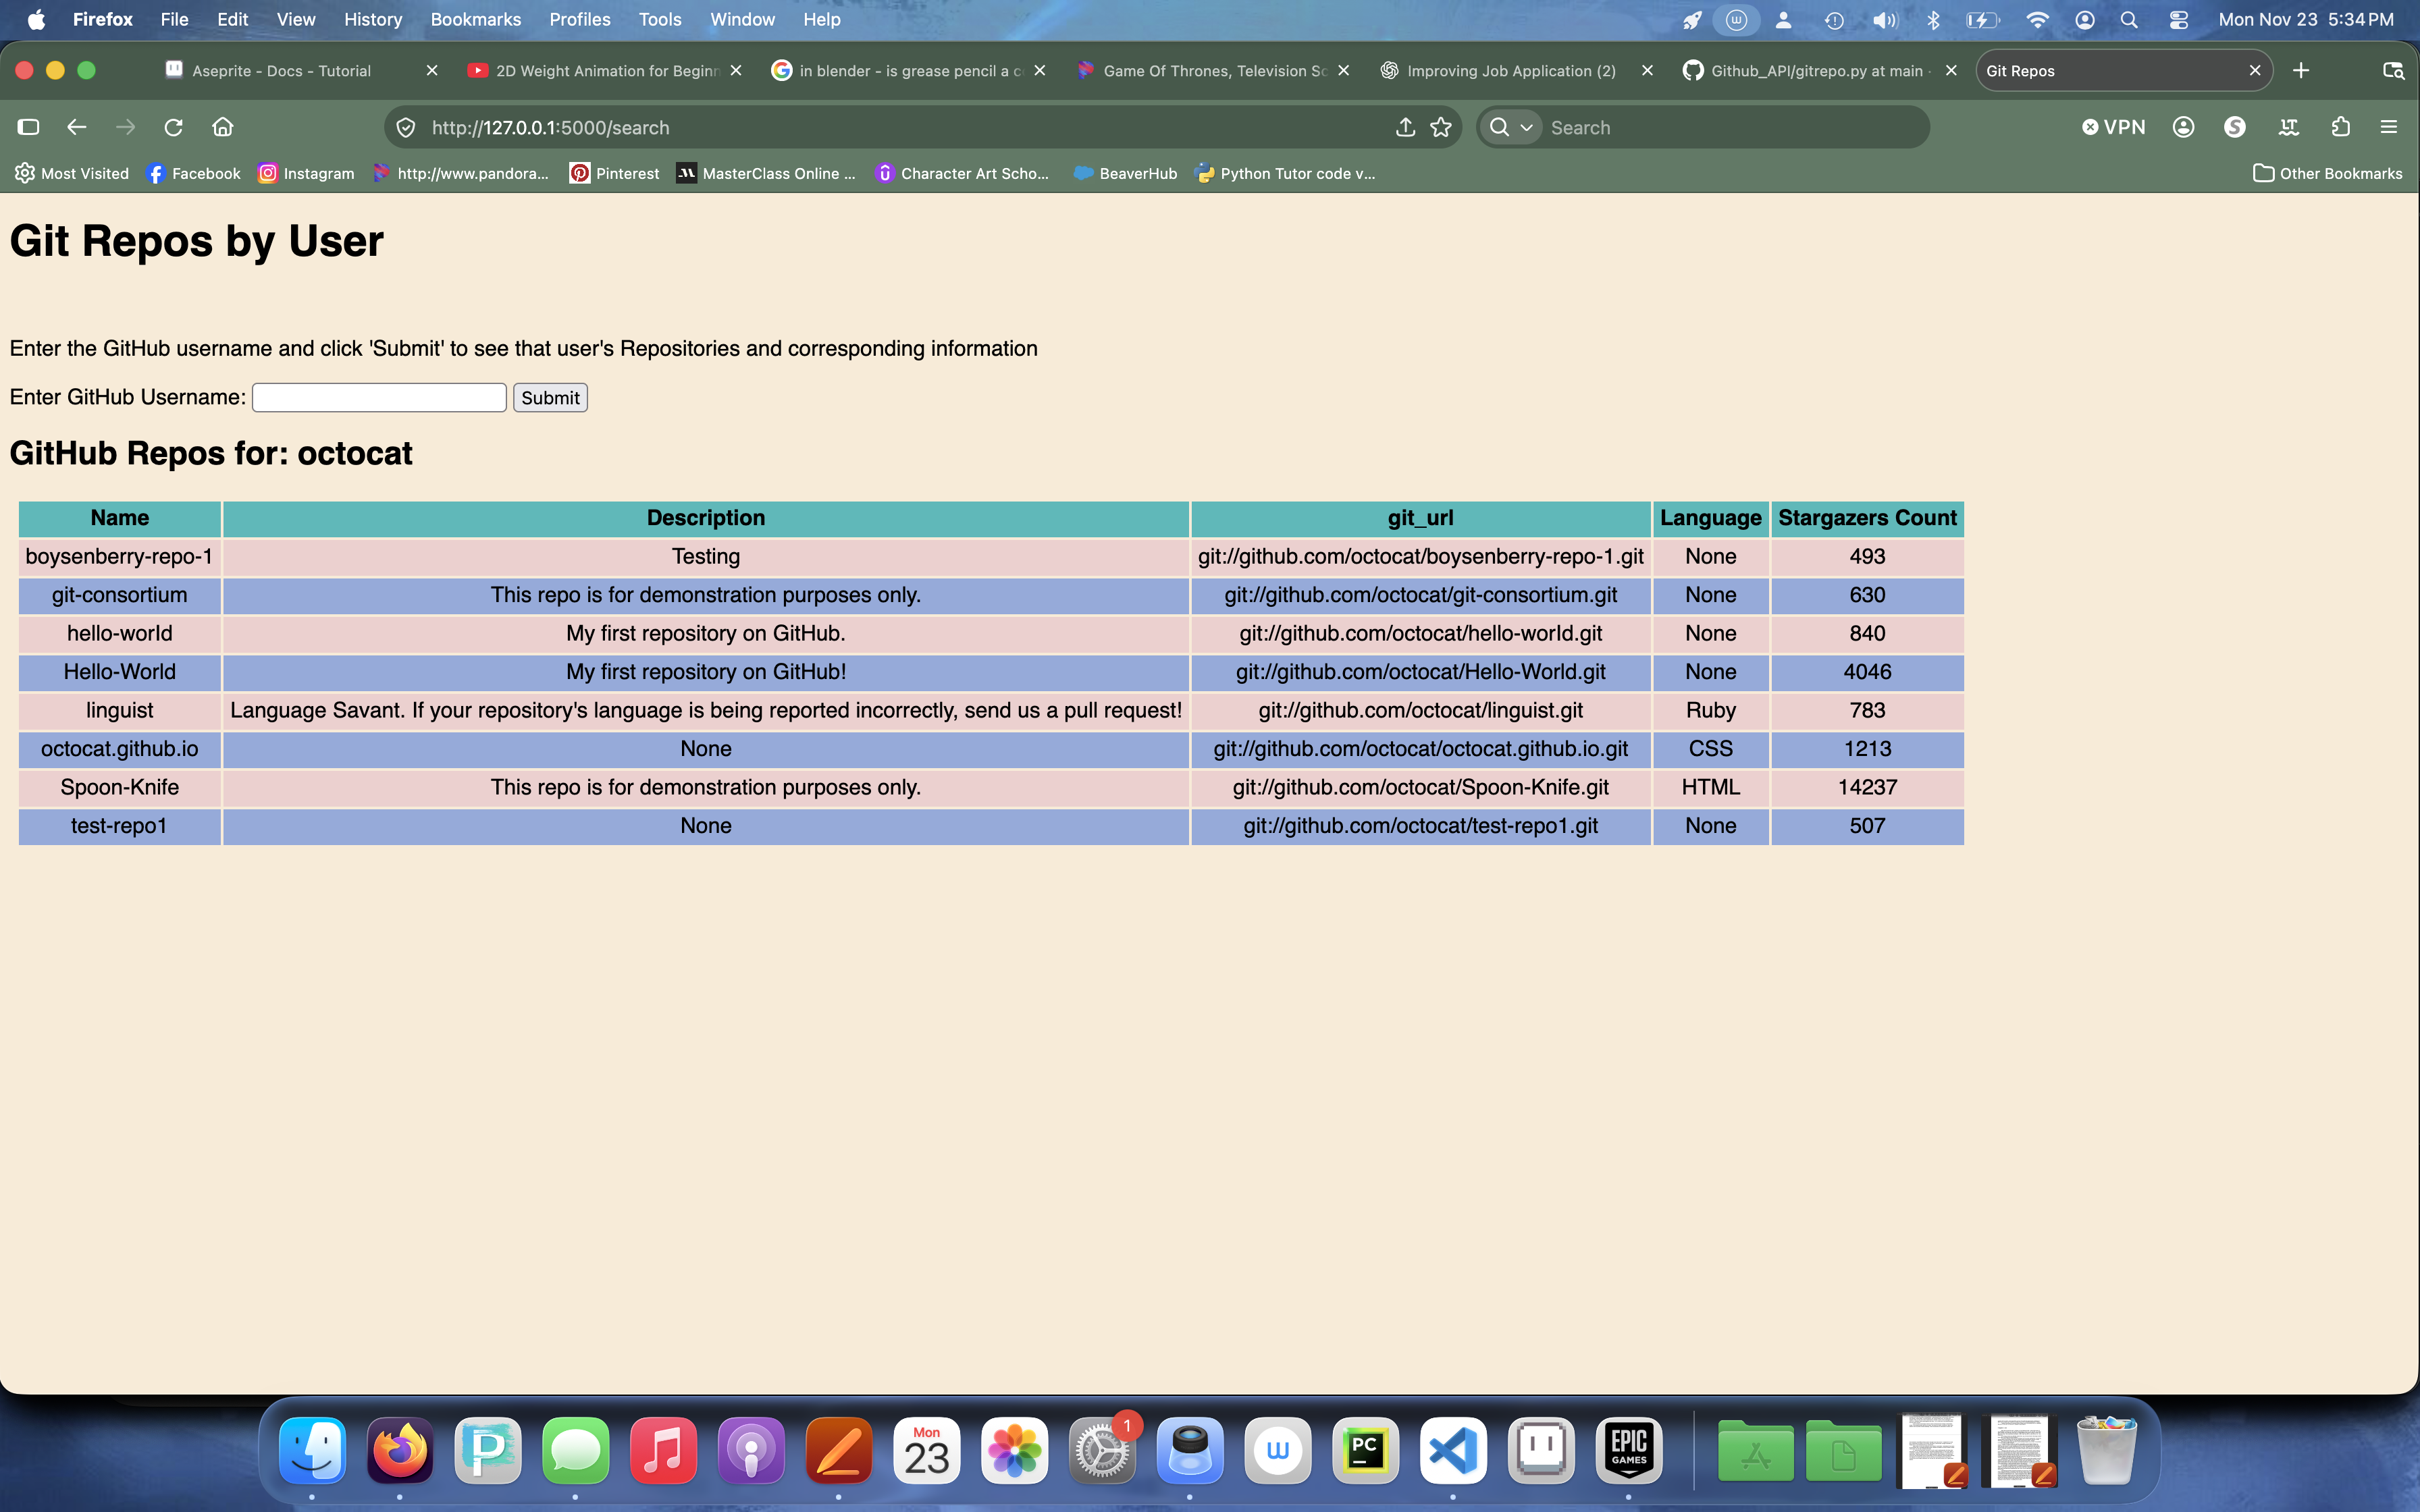 Firefox File Edit View History Bookmarks Profiles Tools Window Help Mon Nov 23 5:34 PM
Aseprite - Docs - Tutorial 2D Weight Animation for Beginn in blender - is grease pencil a c Game Of Thrones, Television Sc Improving Job Application (2) Github_API/gitrepo.py at main Git Repos
http://127.0.0.1:5000/search Search VPN
Most Visited Facebook Instagram http://www.pandora... Pinterest MasterClass Online ... Character Art Scho... BeaverHub Python Tutor code v... Other Bookmarks
Git Repos by User
Enter the GitHub username and click 'Submit' to see that user's Repositories and corresponding information
Enter GitHub Username: Submit
GitHub Repos for: octocat
Name Description git_url Language Stargazers Count
boysenberry-repo-1 Testing git://github.com/octocat/boysenberry-repo-1.git None 493
git-consortium This repo is for demonstration purposes only. git://github.com/octocat/git-consortium.git None 630
hello-world My first repository on GitHub. git://github.com/octocat/hello-world.git None 840
Hello-World My first repository on GitHub! git://github.com/octocat/Hello-World.git None 4046
linguist Language Savant. If your repository's language is being reported incorrectly, send us a pull request! git://github.com/octocat/linguist.git Ruby 783
octocat.github.io None git://github.com/octocat/octocat.github.io.git CSS 1213
Spoon-Knife This repo is for demonstration purposes only. git://github.com/octocat/Spoon-Knife.git HTML 14237
test-repo1 None git://github.com/octocat/test-repo1.git None 507
Mon
23
1
PC
EPIC
GAMES